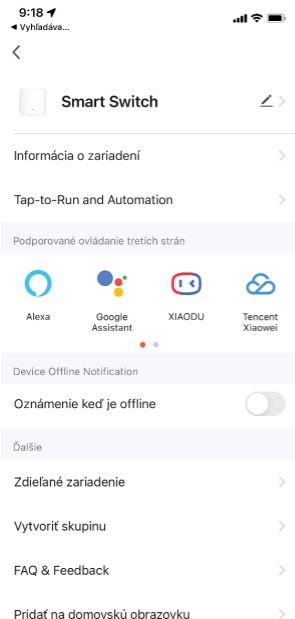 9:18
◀ Vyhľadáva...
Smart Switch
Informácia o zariadení
Tap-to-Run and Automation
Podporované ovládanie tretích strán
Alexa
Google
Assistant
XIAODU
Tencent
Xiaowei
Device Offline Notification
Oznámenie keď je offline
Ďalšie
Zdieľané zariadenie
Vytvoriť skupinu
FAQ & Feedback
Pridať na domovskú obrazovku